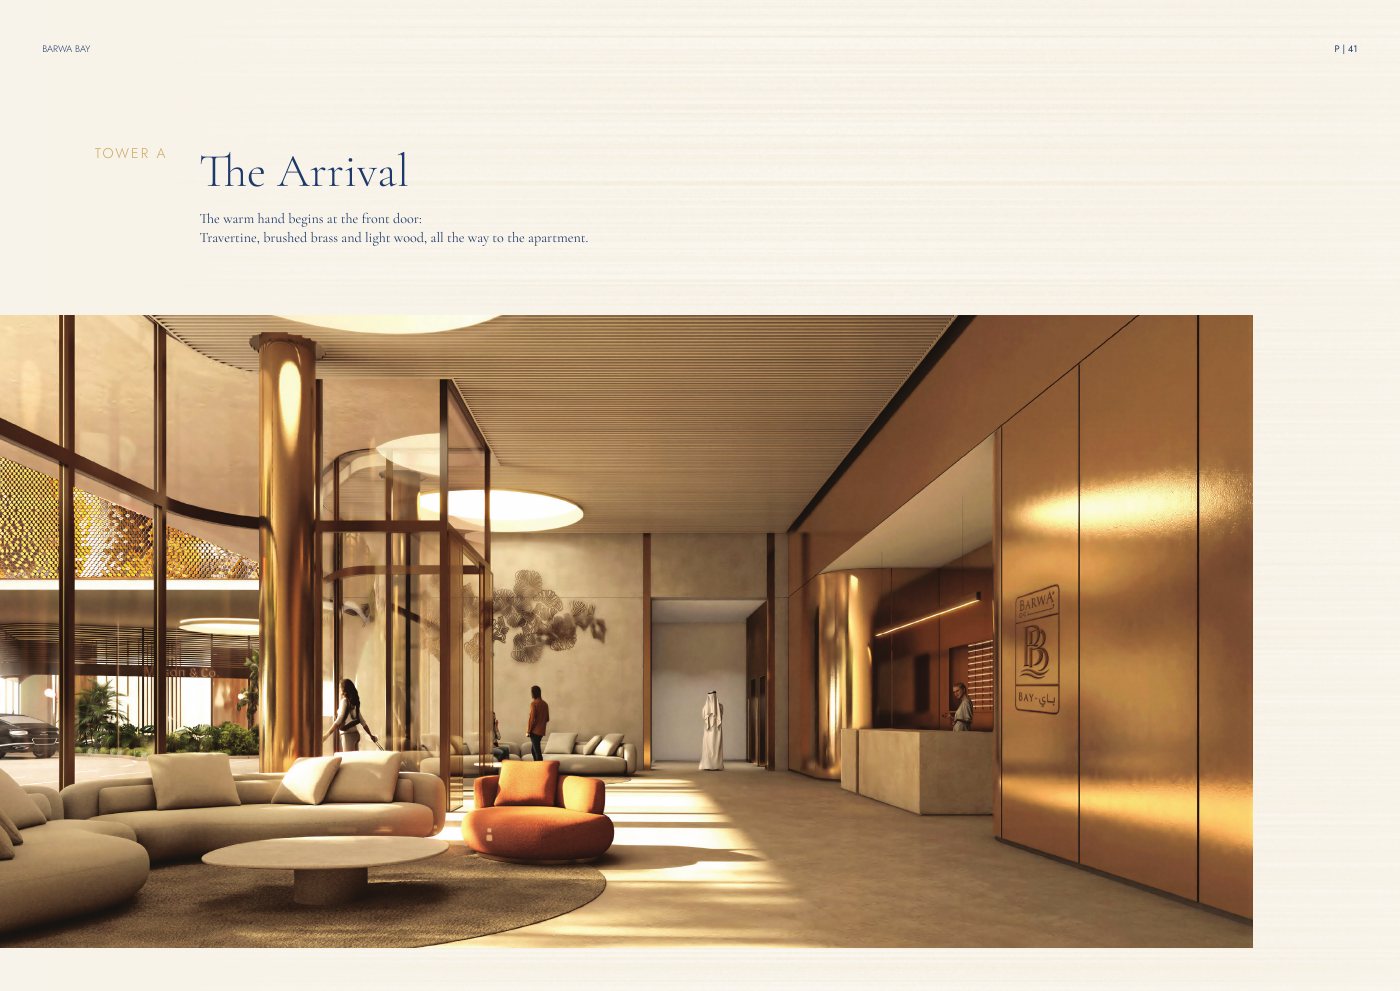 BARWA BAY
P | 41
TOWER A
The Arrival
The warm hand begins at the front door:
Travertine, brushed brass and light wood, all the way to the apartment.
& Co
BARWA
BAY - باي